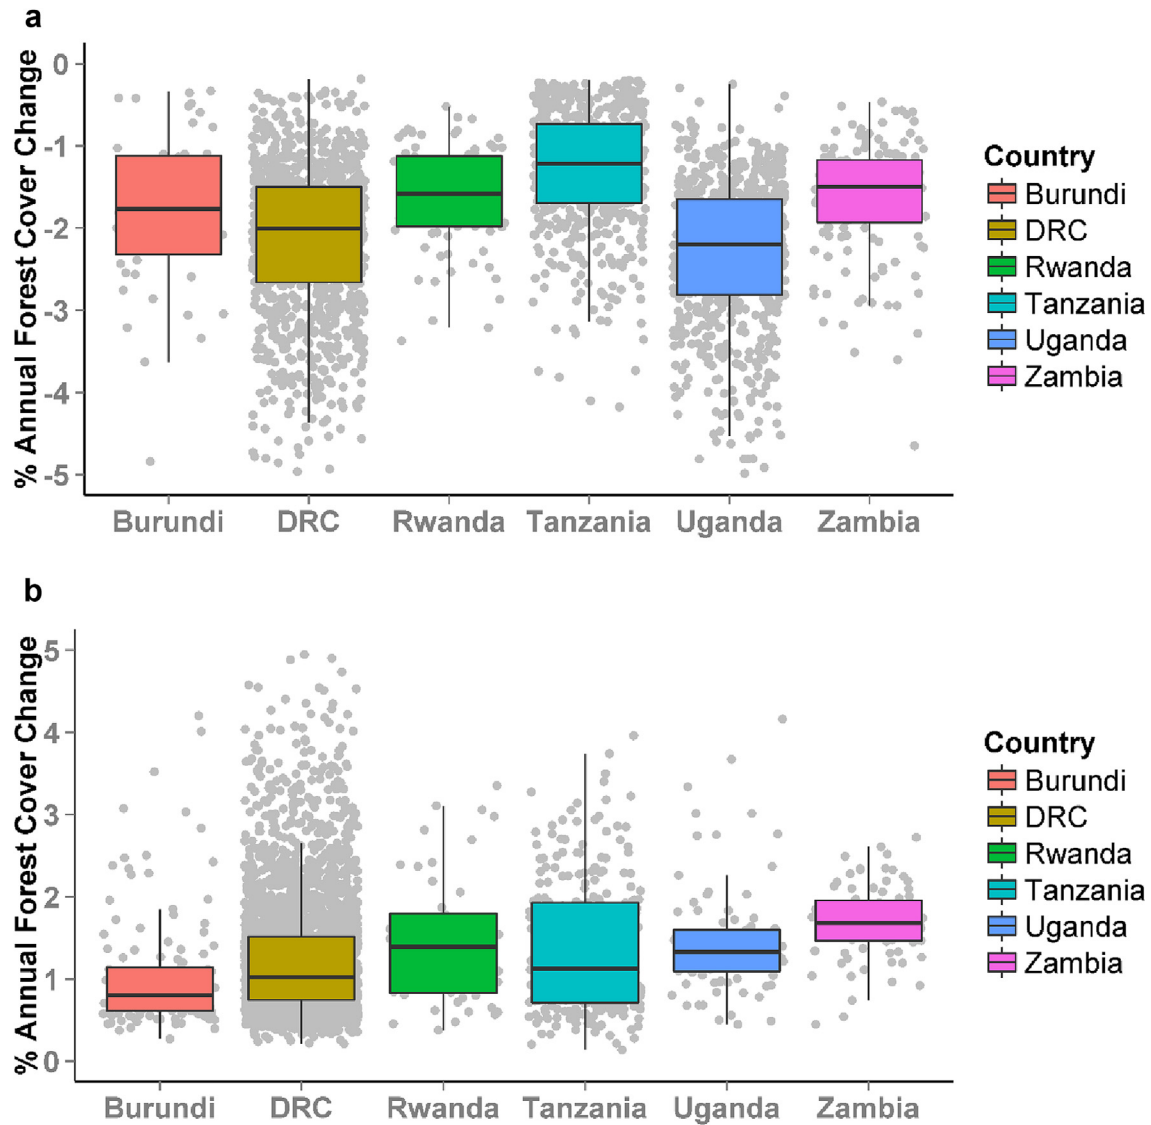 a
% Annual Forest Cover Change
0
-1
-2
-3
-4
-5
Burundi DRC Rwanda Tanzania Uganda Zambia
Country
Burundi
DRC
Rwanda
Tanzania
Uganda
Zambia
b
% Annual Forest Cover Change
5
4
3
2
1
0
Burundi DRC Rwanda Tanzania Uganda Zambia
Country
Burundi
DRC
Rwanda
Tanzania
Uganda
Zambia